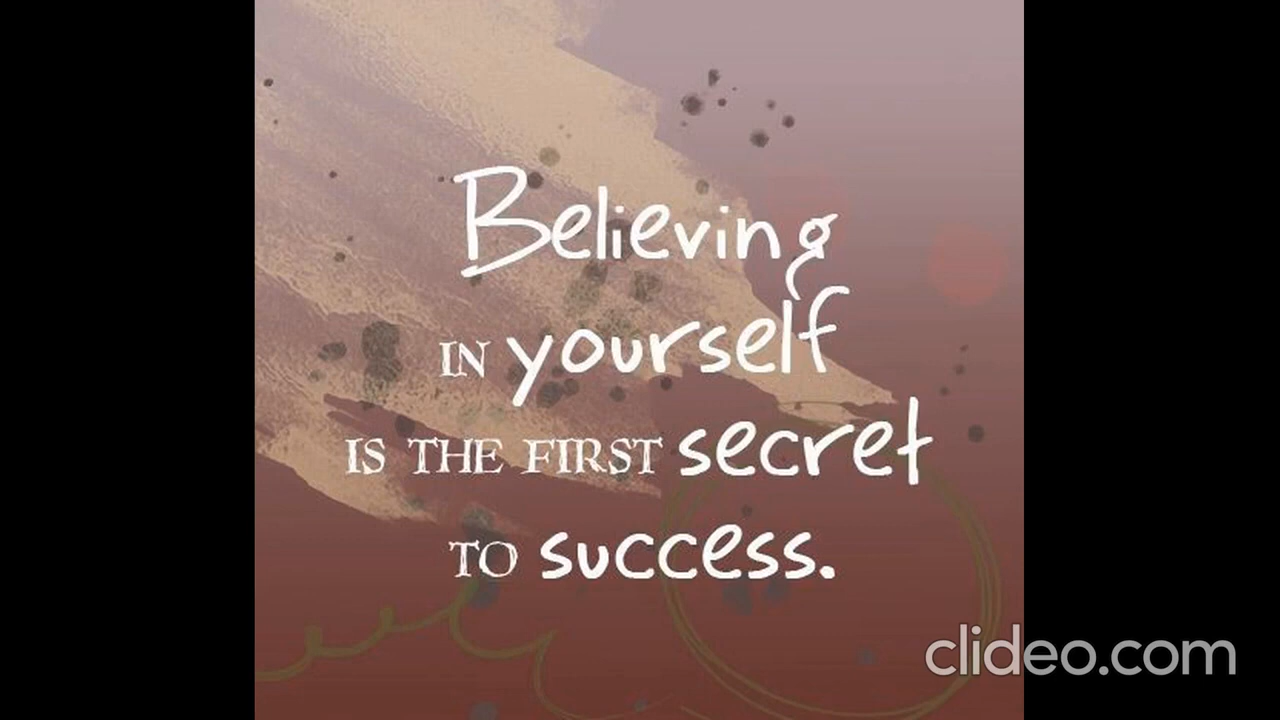 Believing
IN yourself
IS THE FIRST secret
TO success.
clideo.com